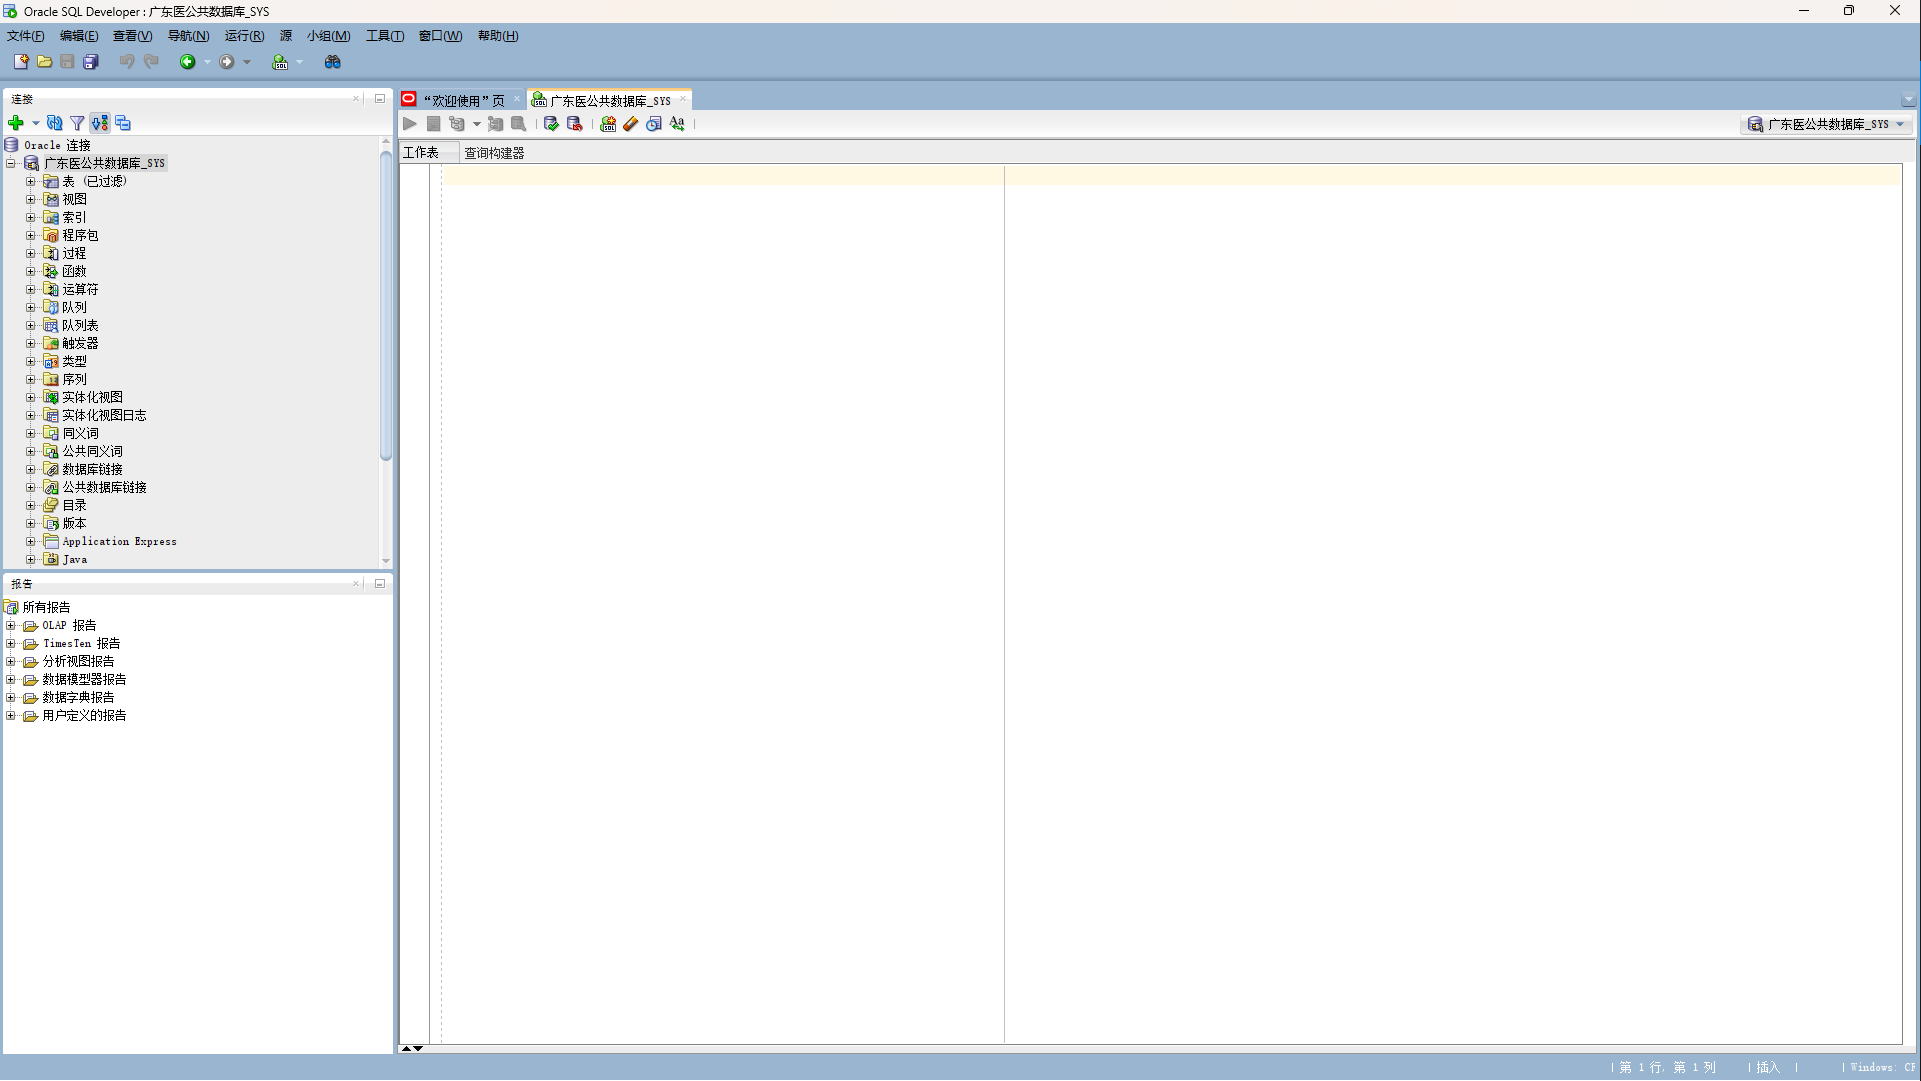 Oracle SQL Developer : 广东医公共数据库_SYS
文件(F) 编辑(E) 查看(V) 导航(N) 运行(R) 源 小组(M) 工具(T) 窗口(W) 帮助(H)
连接
Oracle 连接
广东医公共数据库_SYS
表 (已过滤)
视图
索引
程序包
过程
函数
运算符
队列
队列表
触发器
类型
序列
实体化视图
实体化视图日志
同义词
公共同义词
数据库链接
公共数据库链接
目录
版本
Application Express
Java
报告
所有报告
OLAP 报告
TimesTen 报告
分析视图报告
数据模型器报告
数据字典报告
用户定义的报告
“欢迎使用”页
广东医公共数据库_SYS
广东医公共数据库_SYS
工作表 查询构建器
第 1 行, 第 1 列 插入 Windows: CF